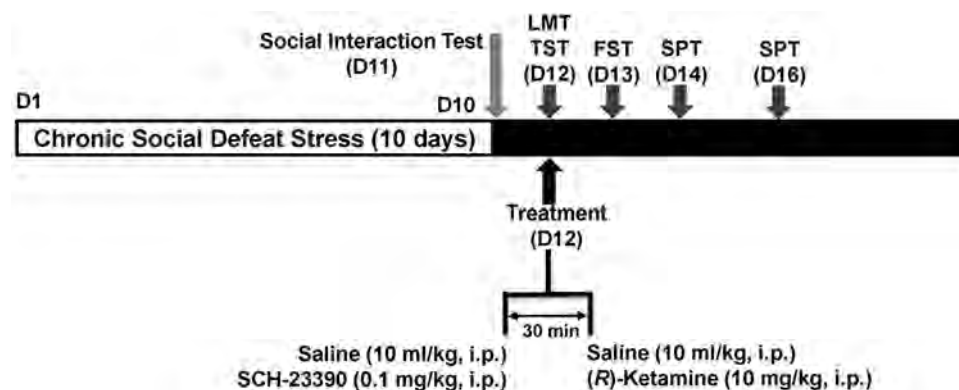 LMT
Social Interaction Test
(D11)
TST
(D12)
FST
(D13)
SPT
(D14)
SPT
(D16)
D1
D10
Chronic Social Defeat Stress (10 days)
Treatment
(D12)
30 min
Saline (10 ml/kg, i.p.)
SCH-23390 (0.1 mg/kg, i.p.)
Saline (10 ml/kg, i.p.)
(R)-Ketamine (10 mg/kg, i.p.)